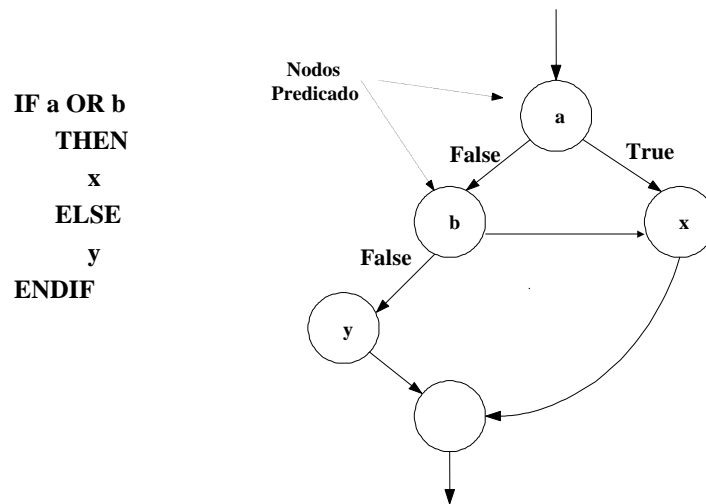 IF a OR b
THEN
x
ELSE
y
ENDIF
Nodos
Predicado
a
False
True
b
x
False
y